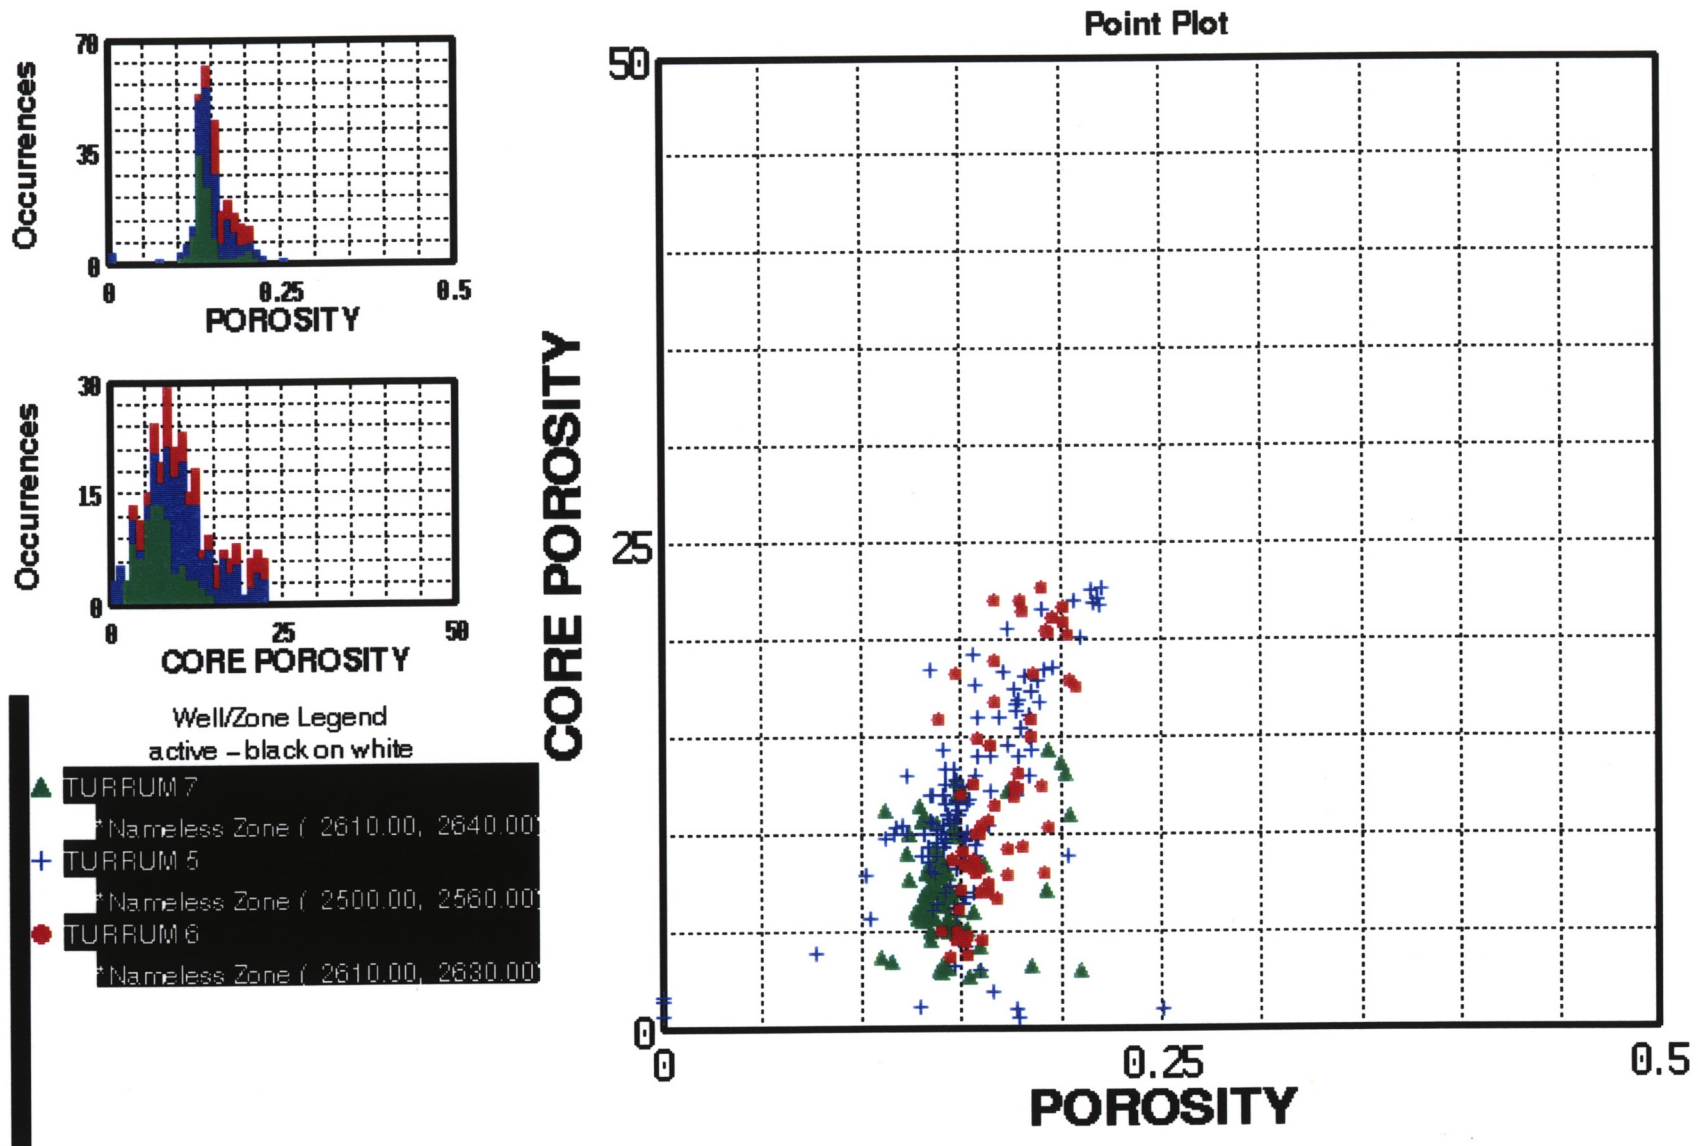 70
Occurrences
35
0
0 0.25 0.5
POROSITY
30
Occurrences
15
0
0 25 50
CORE POROSITY
Well/Zone Legend
active - black on white
TURRUM 7
*Nameless Zone ( 2610.00, 2640.00)
TURRUM 5
*Nameless Zone ( 2500.00, 2560.00)
TURRUM 6
*Nameless Zone ( 2610.00, 2630.00)
Point Plot
50
CORE POROSITY
25
0
0 0.25 0.5
POROSITY